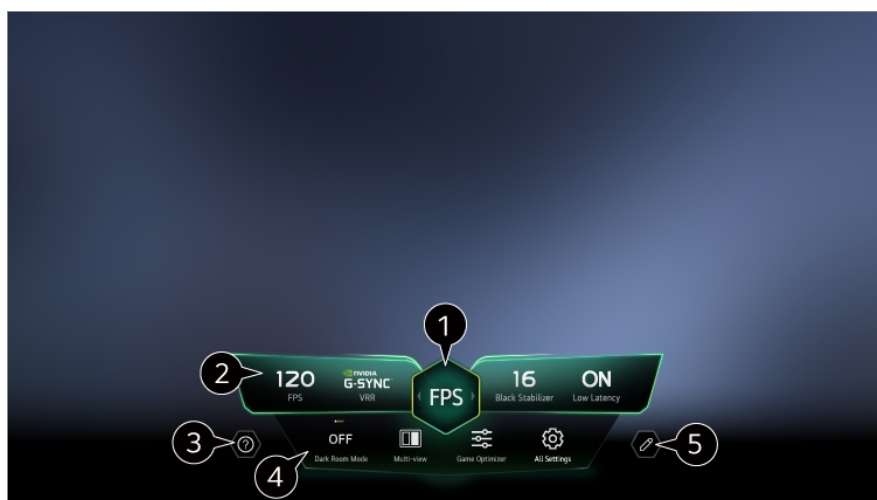 1
2
120
FPS
NVIDIA
G-SYNC
VRR
FPS
16
Black Stabilizer
ON
Low Latency
3
?
4
OFF
Dark Room Mode
Multi-view
Game Optimizer
All Settings
5